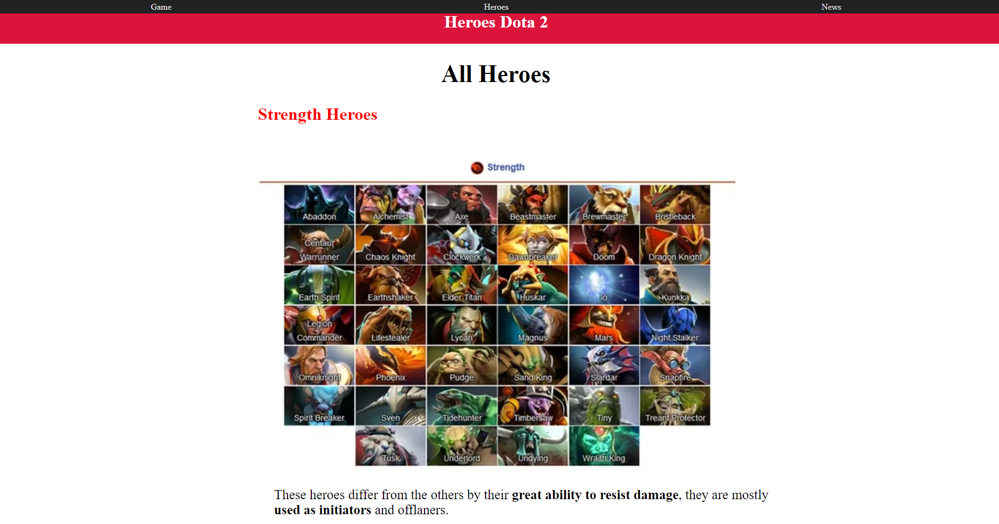 Game Heroes News
Heroes Dota 2
All Heroes
Strength Heroes
Strength
Abaddon Alchemist Axe Beastmaster Brewmaster Bristleback
Centaur
Warrunner Chaos Knight Clockwerk Dawnbreaker Doom Dragon Knight
Earth Spirit Earthshaker Elder Titan Huskar Io Kunkka
Legion
Commander Lifestealer Lycan Magnus Mars Night Stalker
Omniknight Phoenix Pudge Sand King Slardar Snapfire
Spirit Breaker Sven Tidehunter Timbersaw Tiny Treant Protector
Tusk Underlord Undying Wraith King
These heroes differ from the others by their great ability to resist damage, they are mostly
used as initiators and offlaners.